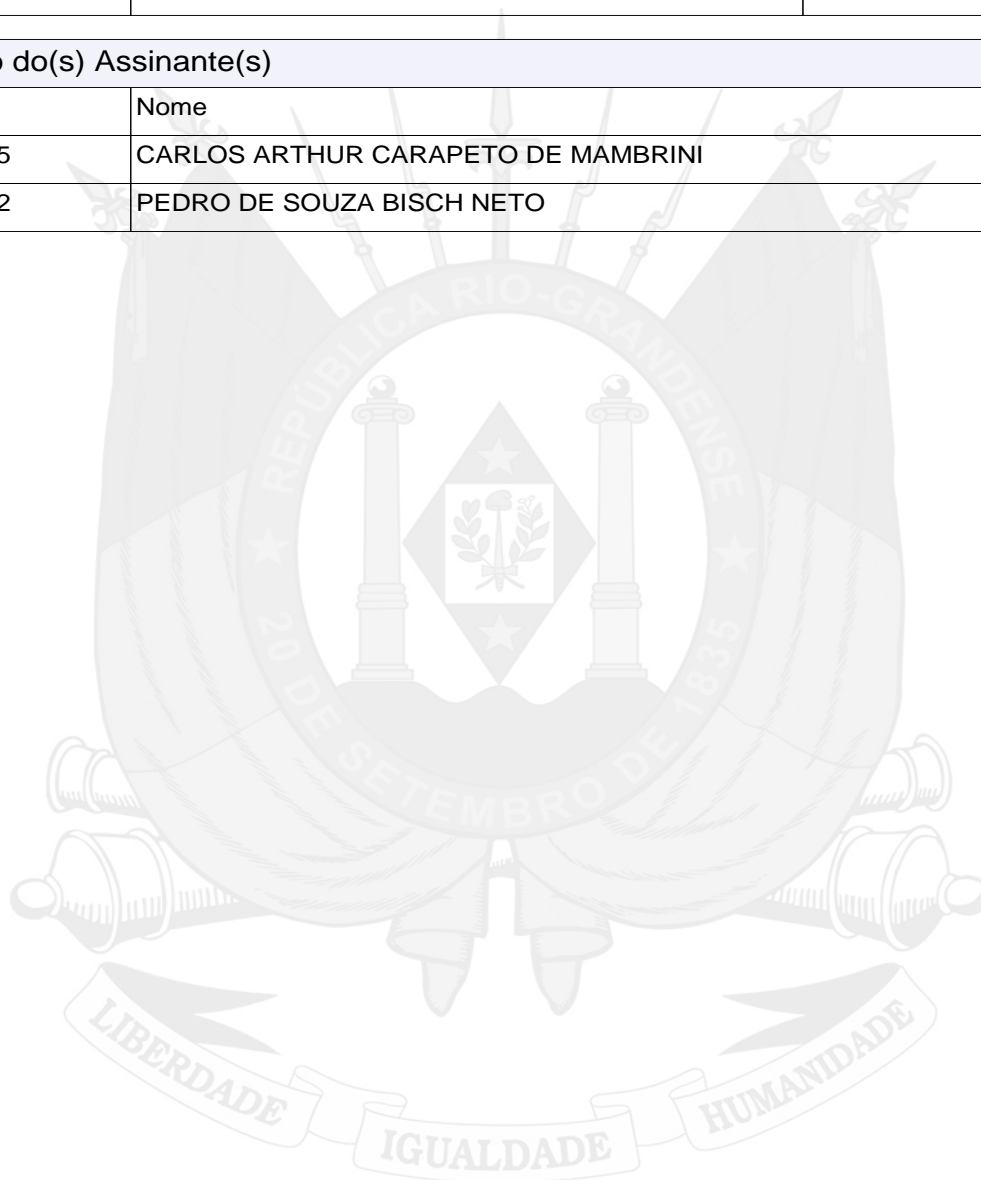 o do(s) Assinante(s)
Nome
5 CARLOS ARTHUR CARAPETO DE MAMBRINI
2 PEDRO DE SOUZA BISCH NETO
REPÚBLICA RIO-GRANDENSE
20 DE SETEMBRO DE 1835
LIBERDADE IGUALDADE HUMANIDADE